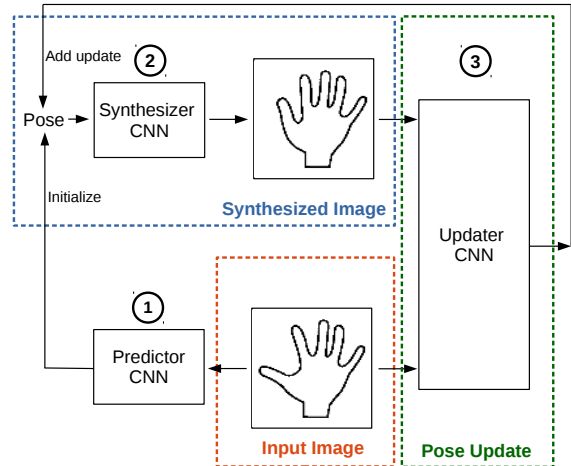 Add update
2
3
Pose
Synthesizer
CNN
Initialize
Synthesized Image
Updater
CNN
1
Predictor
CNN
Input Image
Pose Update